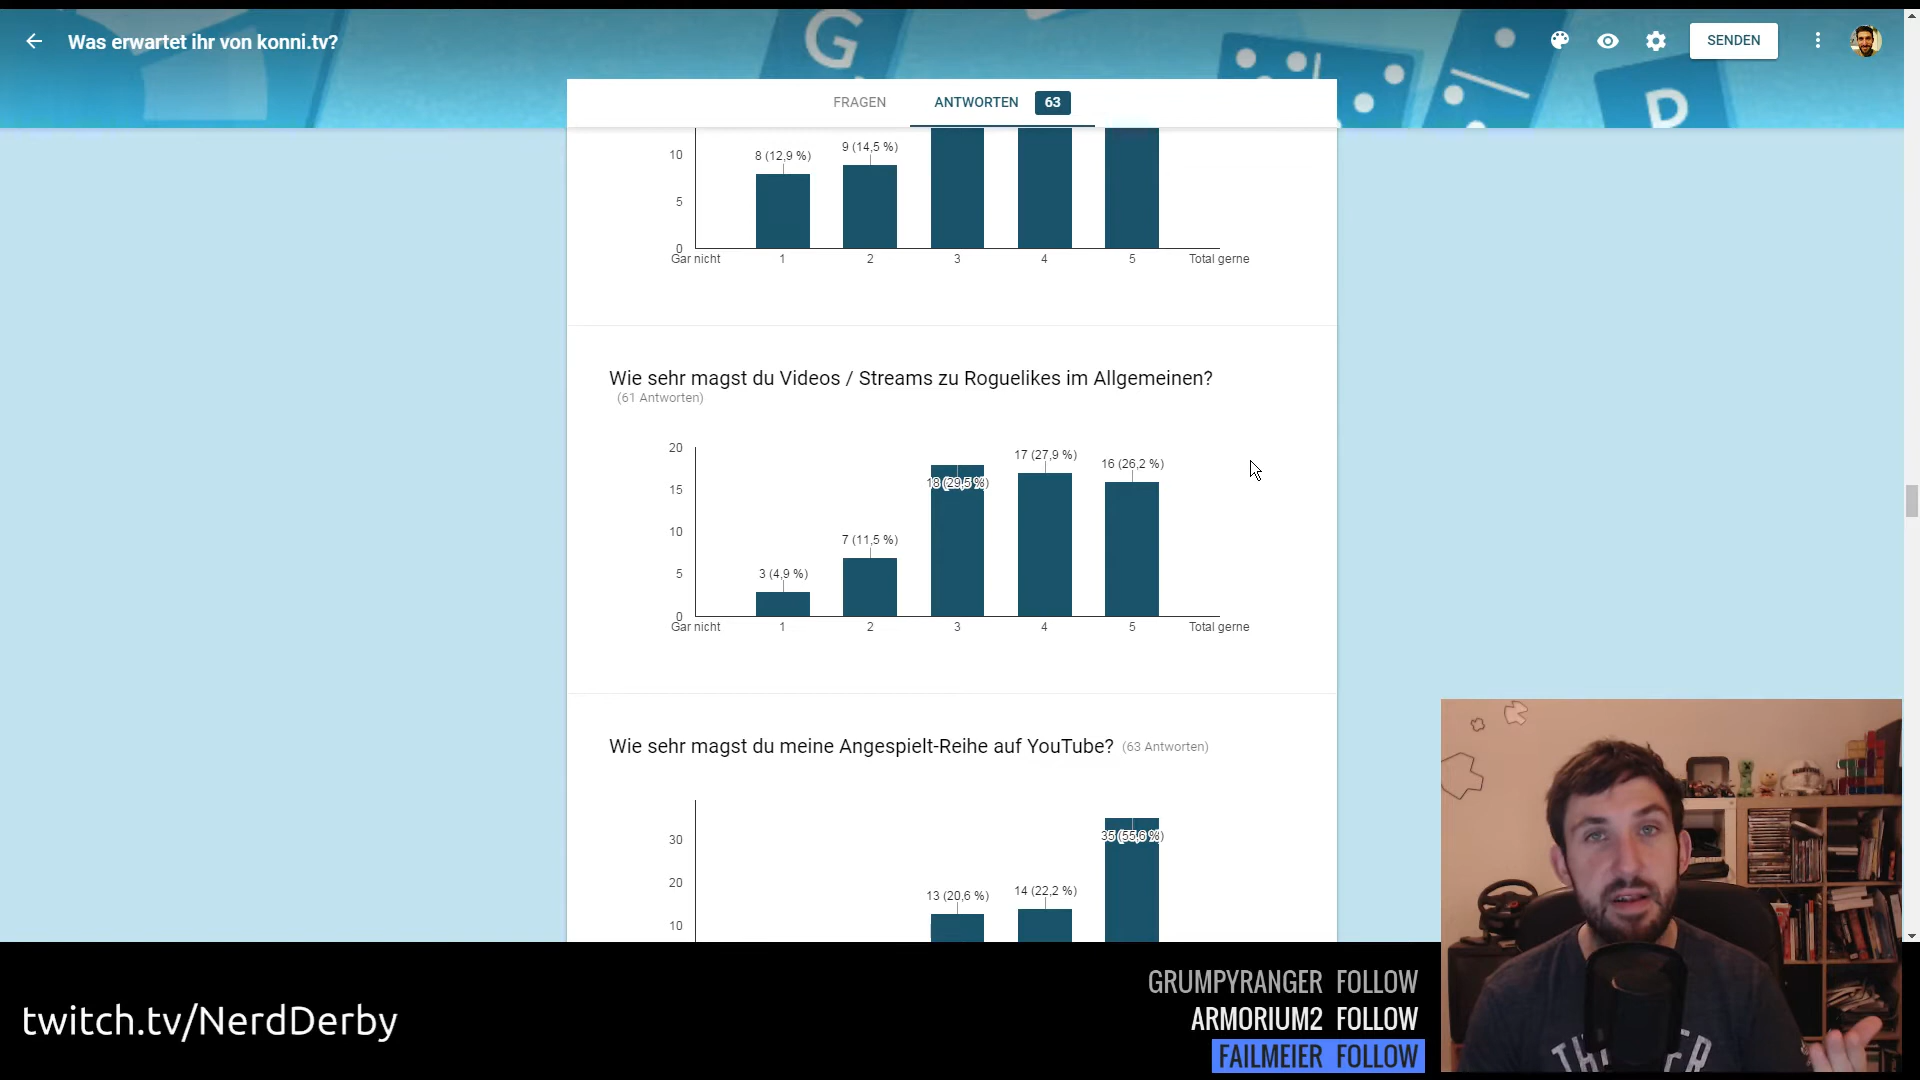 Was erwartet ihr von konni.tv?
SENDEN
FRAGEN ANTWORTEN 63
10
5
0
8 (12,9 %)
9 (14,5 %)
Gar nicht 1 2 3 4 5 Total gerne
Wie sehr magst du Videos / Streams zu Roguelikes im Allgemeinen?
(61 Antworten)
20
15
10
5
0
3 (4,9 %)
7 (11,5 %)
18 (29,5 %)
17 (27,9 %)
16 (26,2 %)
Gar nicht 1 2 3 4 5 Total gerne
Wie sehr magst du meine Angespielt-Reihe auf YouTube? (63 Antworten)
30
20
10
13 (20,6 %)
14 (22,2 %)
35 (55,6 %)
twitch.tv/NerdDerby
GRUMPYRANGER FOLLOW
ARMORIUM2 FOLLOW
FAILMEIER FOLLOW
G
D